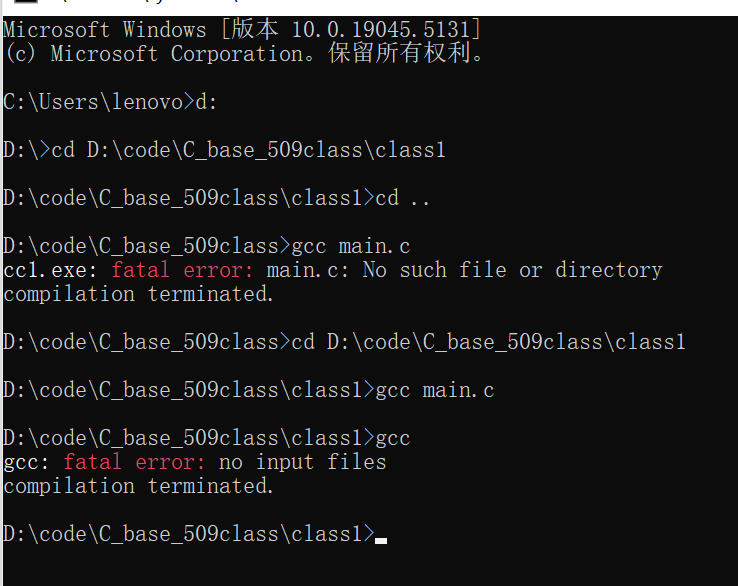 Microsoft Windows [版本 10.0.19045.5131]
(c) Microsoft Corporation。保留所有权利。
C:\Users\lenovo>d:
D:\>cd D:\code\C_base_509class\class1
D:\code\C_base_509class\class1>cd ..
D:\code\C_base_509class>gcc main.c
cc1.exe: fatal error: main.c: No such file or directory
compilation terminated.
D:\code\C_base_509class>cd D:\code\C_base_509class\class1
D:\code\C_base_509class\class1>gcc main.c
D:\code\C_base_509class\class1>gcc
gcc: fatal error: no input files
compilation terminated.
D:\code\C_base_509class\class1>